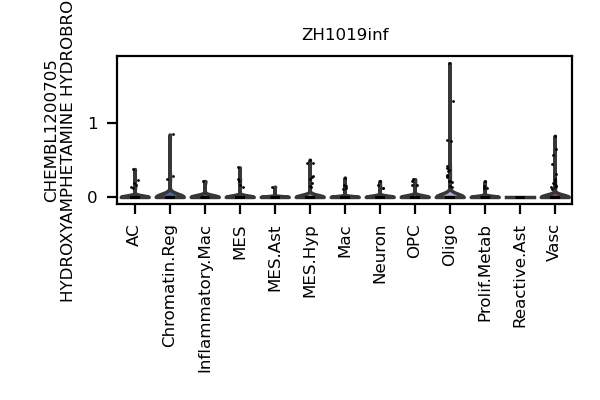 ZH1019inf
CHEMBL1200705
HYDROXYAMPHETAMINE HYDROBRO
1
0
AC
Chromatin.Reg
Inflammatory.Mac
MES
MES.Ast
MES.Hyp
Mac
Neuron
OPC
Oligo
Prolif.Metab
Reactive.Ast
Vasc